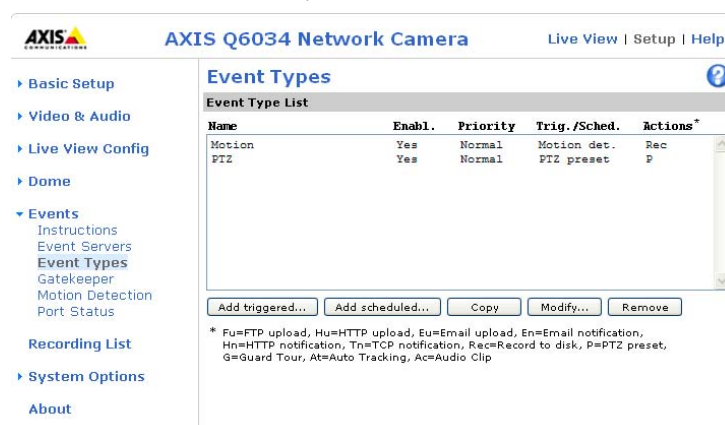 AXIS
COMMUNICATIONS
AXIS Q6034 Network Camera
Live View | Setup | Help
Basic Setup
Video & Audio
Live View Config
Dome
Events
Instructions
Event Servers
Event Types
Gatekeeper
Motion Detection
Port Status
Recording List
System Options
About
Event Types
?
Event Type List
Name Enabl. Priority Trig./Sched. Actions*
Motion Yes Normal Motion det. Rec
PTZ Yes Normal PTZ preset P
Add triggered... Add scheduled... Copy Modify... Remove
* Fu=FTP upload, Hu=HTTP upload, Eu=Email upload, En=Email notification,
Hn=HTTP notification, Tn=TCP notification, Rec=Record to disk, P=PTZ preset,
G=Guard Tour, At=Auto Tracking, Ac=Audio Clip